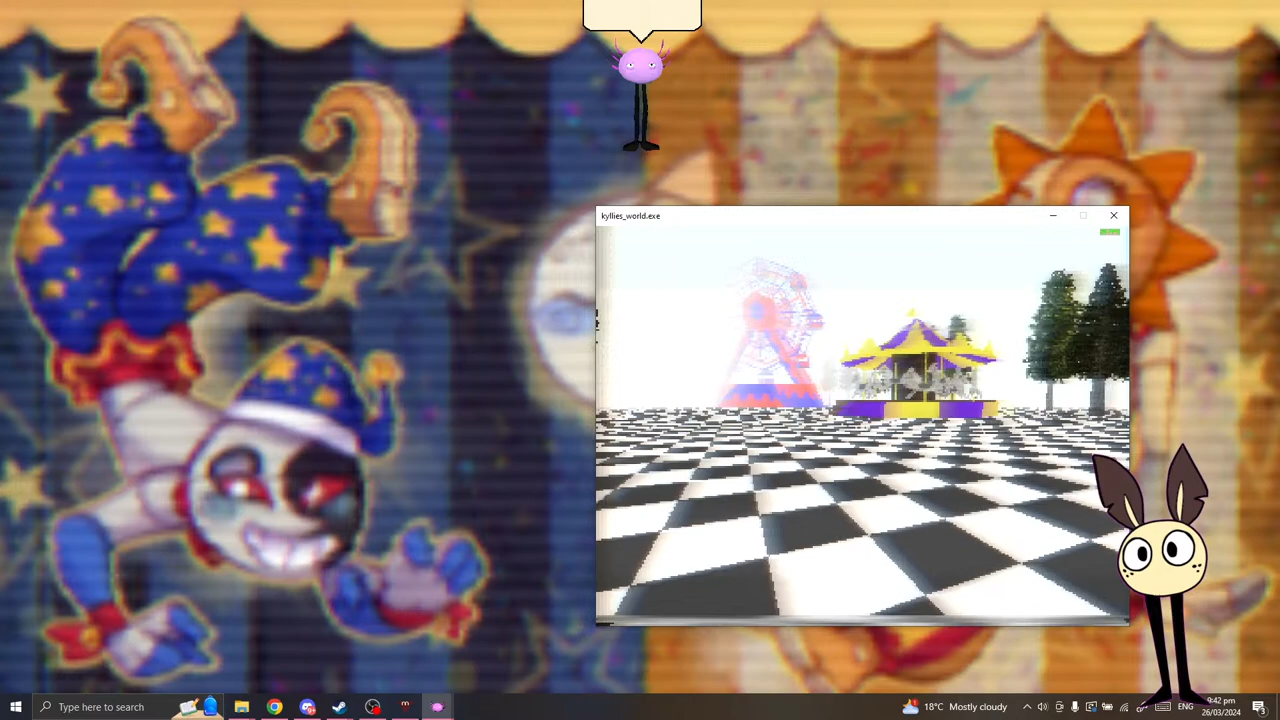 kyllies_world.exe
Type here to search
18°C Mostly cloudy
ENG
9:42 pm
26/03/2024